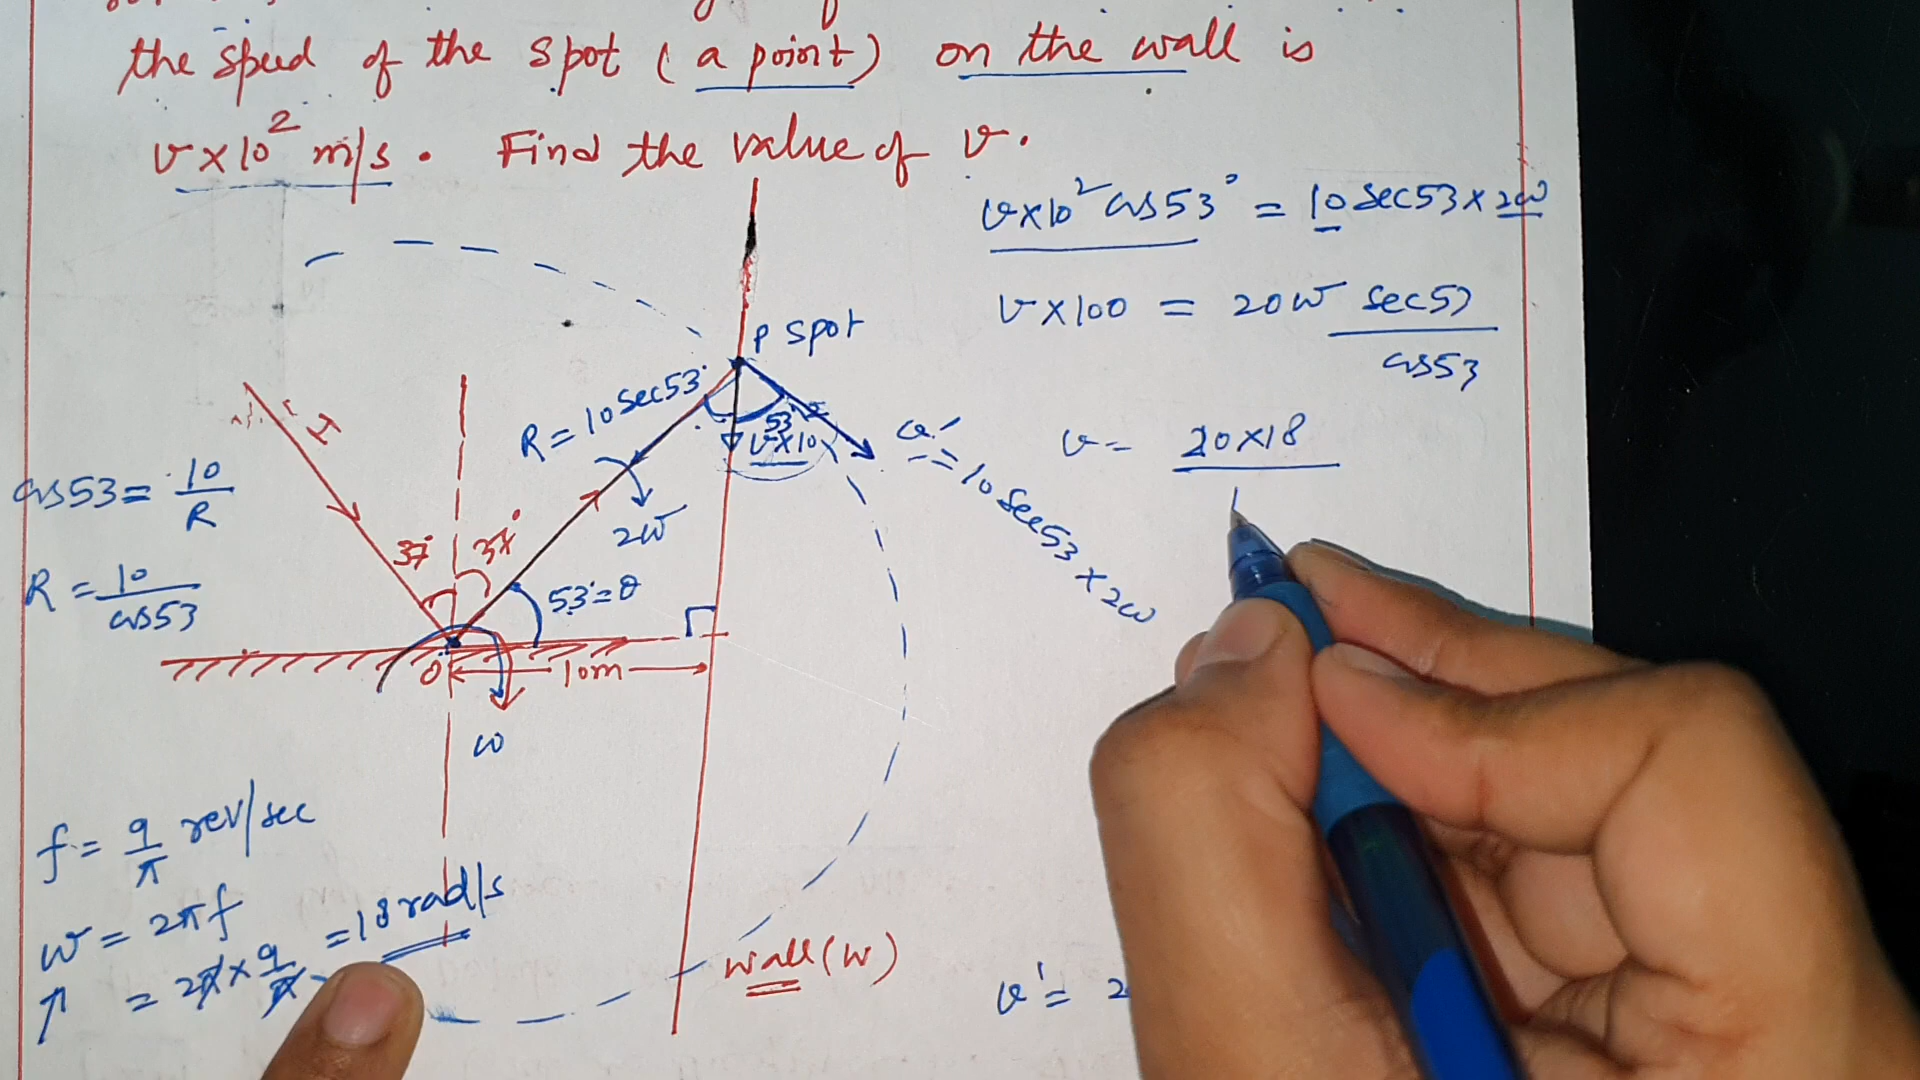 the speed of the spot (a point) on the wall is
v×10² m/s. Find the value of v.
v×10² cos53° = 10 sec53×2ω
v×100 = 20ω sec53
cos53
P spot
R = 10 sec53°
53°
v×10²
v' = 10 sec53×2ω
v = 20×18
1
I
cos53 = 10
R
37° 37°
2ω
R = 10
cos53
53°=θ
O 10m
ω
f = 9 rev/sec
π
ω = 2πf
= 2π×9 = 18 rad/s
π
wall (W)
v' = 2